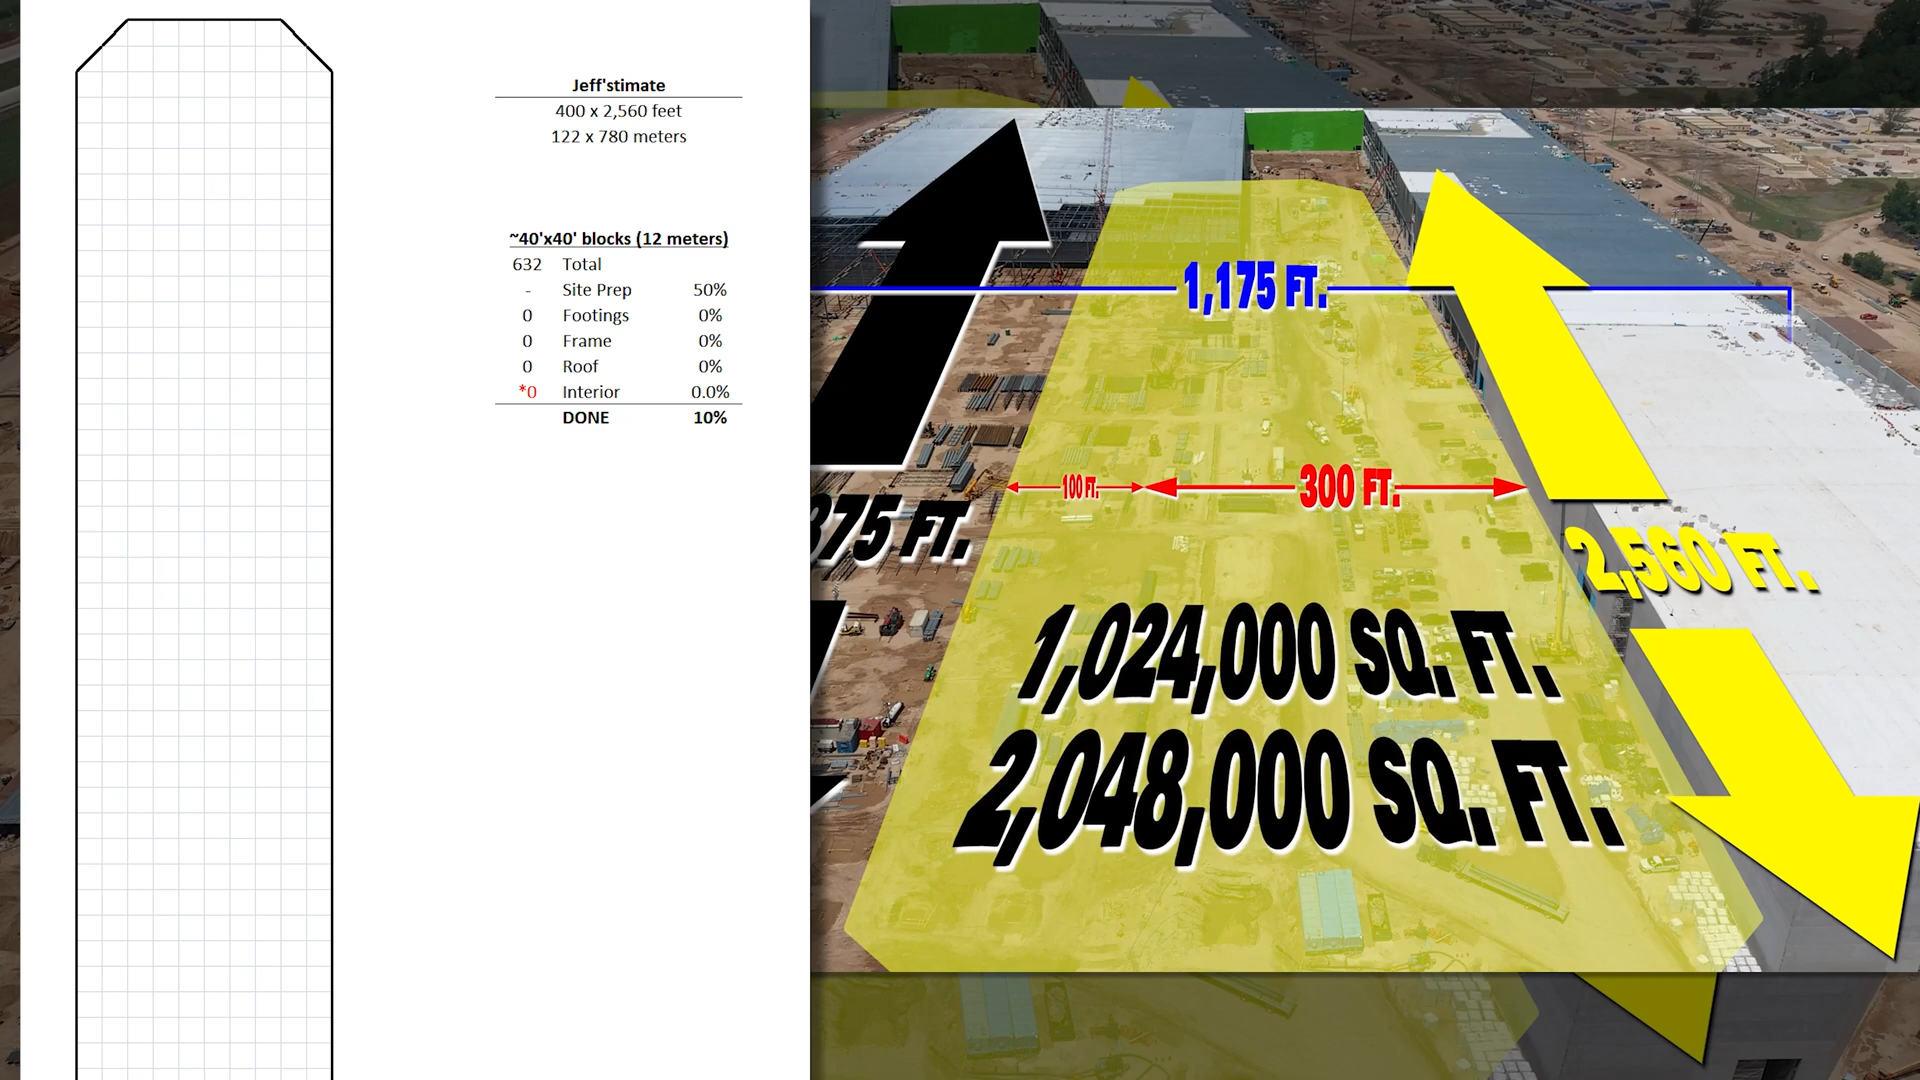 Jeff'stimate
400 x 2,560 feet
122 x 780 meters
~40'x40' blocks (12 meters)
632 Total
- Site Prep 50%
0 Footings 0%
0 Frame 0%
0 Roof 0%
*0 Interior 0.0%
DONE 10%
1,175 FT.
100 FT.
300 FT.
375 FT.
2,560 FT.
1,024,000 SQ. FT.
2,048,000 SQ. FT.